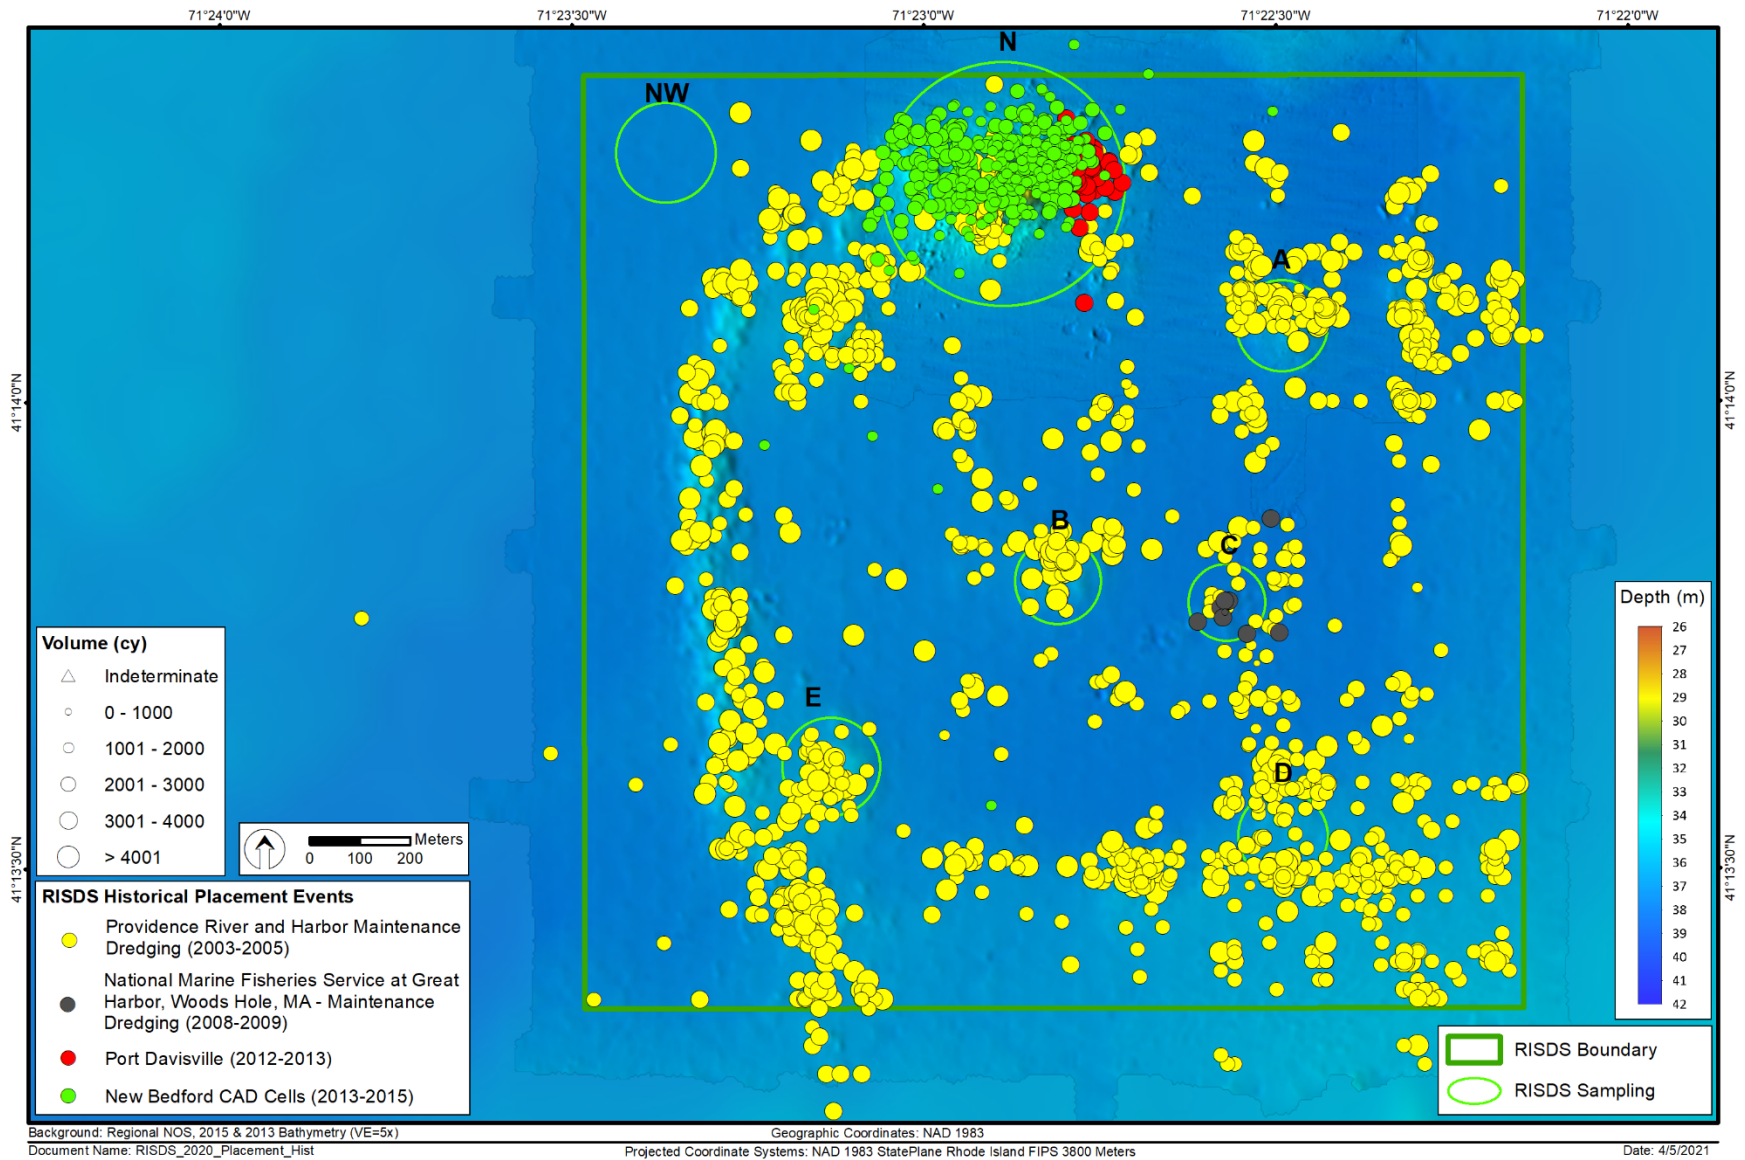 71°24'0"W
71°23'30"W
71°23'0"W
71°22'30"W
71°22'0"W
N
NW
A
41°14'0"N
41°14'0"N
B
C
E
D
Depth (m)
26
27
28
29
30
31
32
33
34
35
36
37
38
39
40
41
42
Volume (cy)
Indeterminate
0 - 1000
1001 - 2000
2001 - 3000
3001 - 4000
> 4001
Meters
0 100 200
41°13'30"N
41°13'30"N
RISDS Historical Placement Events
Providence River and Harbor Maintenance
Dredging (2003-2005)
National Marine Fisheries Service at Great
Harbor, Woods Hole, MA - Maintenance
Dredging (2008-2009)
Port Davisville (2012-2013)
New Bedford CAD Cells (2013-2015)
RISDS Boundary
RISDS Sampling
Background: Regional NOS, 2015 & 2013 Bathymetry (VE=5x)
Geographic Coordinates: NAD 1983
Document Name: RISDS_2020_Placement_Hist
Projected Coordinate Systems: NAD 1983 StatePlane Rhode Island FIPS 3800 Meters
Date: 4/5/2021